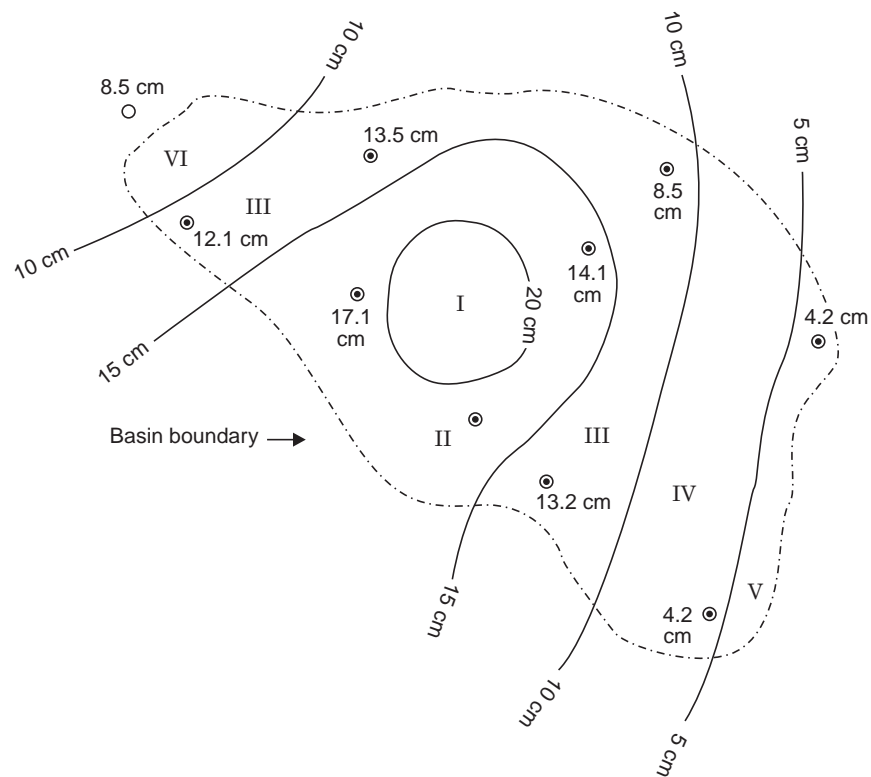 10 cm
10 cm
8.5 cm
5 cm
13.5 cm
VI
8.5
cm
III
12.1 cm
10 cm
14.1
cm
I
20 cm
17.1
cm
4.2 cm
15 cm
Basin boundary
II
III
IV
13.2 cm
V
15 cm
4.2
cm
10 cm
5 cm